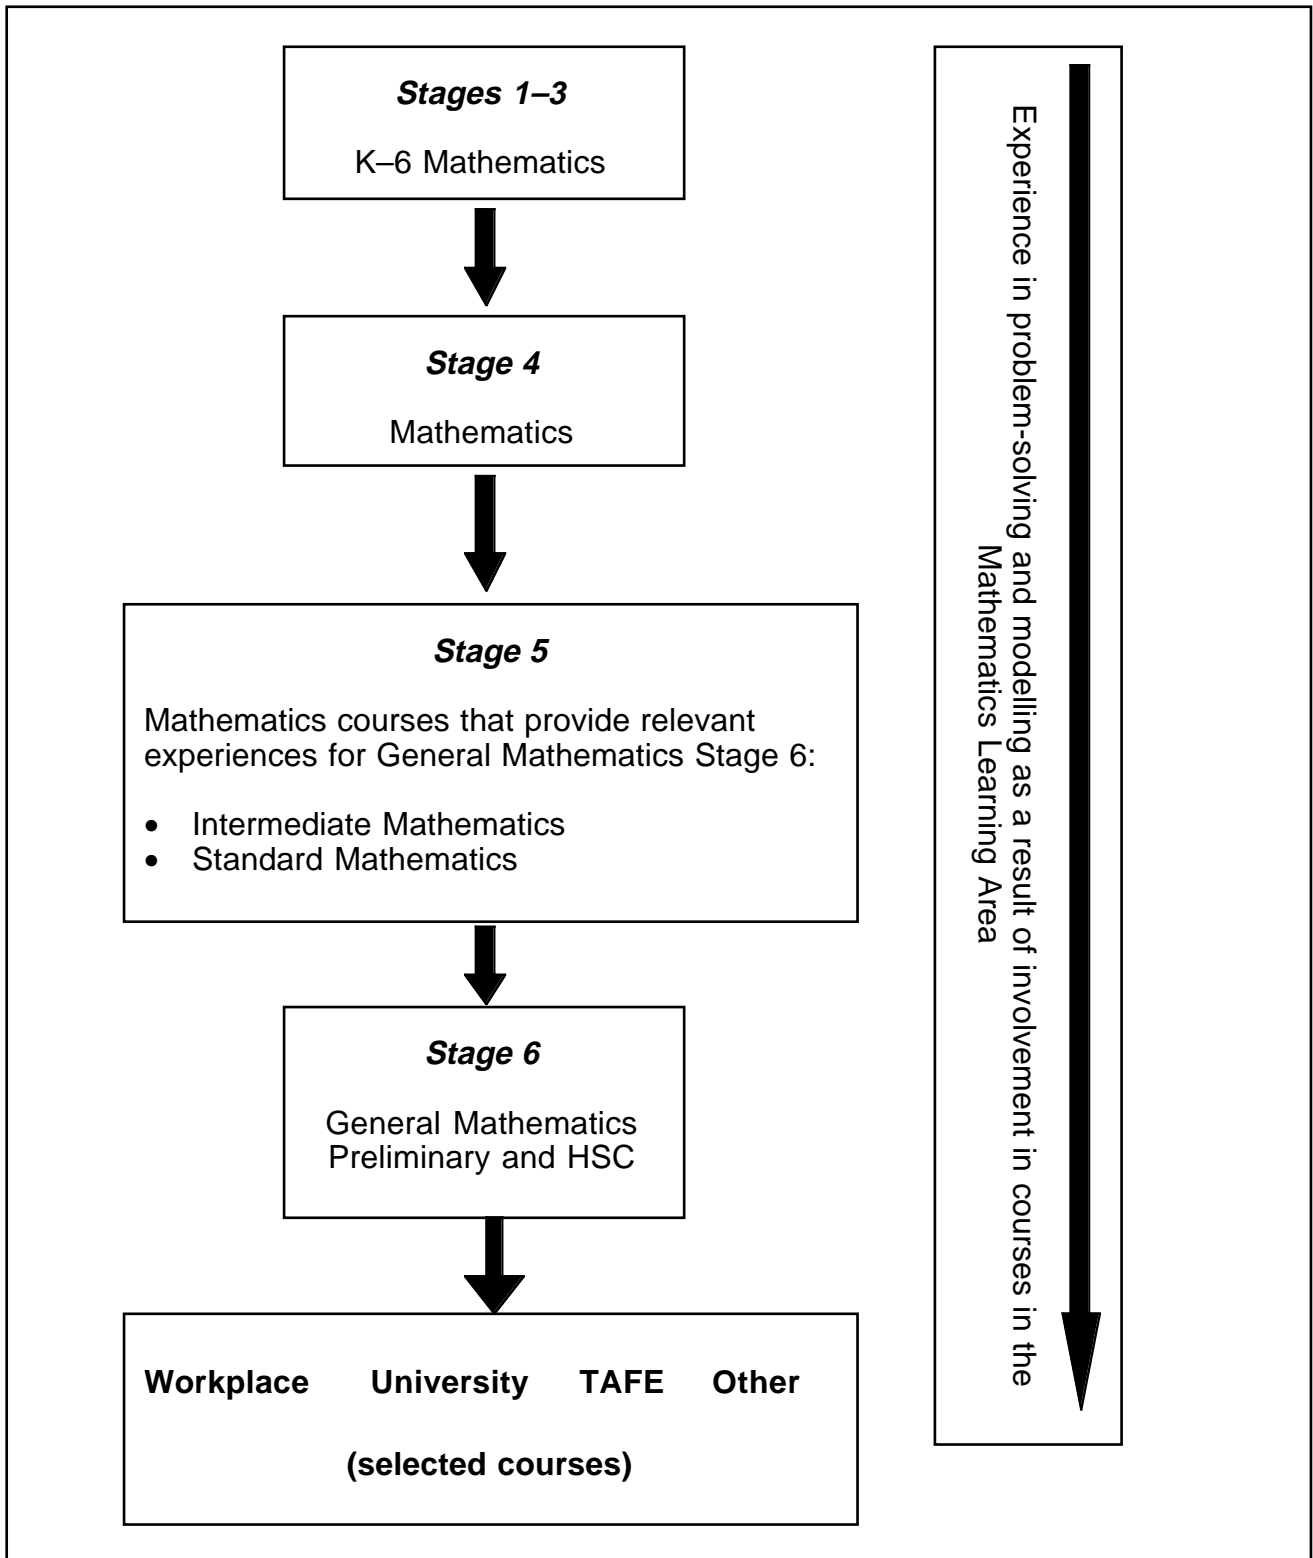 Stages 1–3
K–6 Mathematics
Stage 4
Mathematics
Stage 5
Mathematics courses that provide relevant
experiences for General Mathematics Stage 6:
• Intermediate Mathematics
• Standard Mathematics
Stage 6
General Mathematics
Preliminary and HSC
Workplace University TAFE Other
(selected courses)
Experience in problem-solving and modelling as a result of involvement in courses in the
Mathematics Learning Area